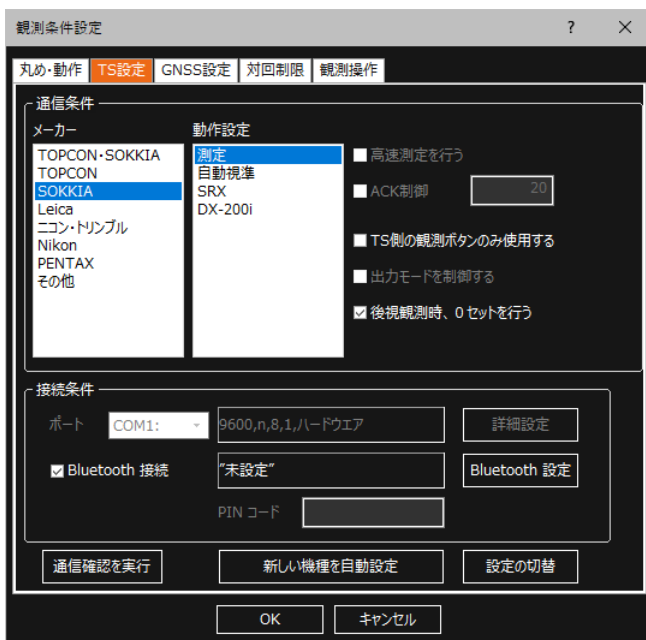 観測条件設定
?
×
丸め・動作
TS設定
GNSS設定
対回制限
観測操作
通信条件
メーカー
動作設定
TOPCON・SOKKIA
TOPCON
SOKKIA
Leica
ニコン・トリンブル
Nikon
PENTAX
その他
測定
自動視準
SRX
DX-200i
高速測定を行う
ACK制御
20
TS側の観測ボタンのみ使用する
出力モードを制御する
後視観測時、0セットを行う
接続条件
ポート
COM1:
9600,n,8,1,ハードウエア
詳細設定
Bluetooth 接続
"未設定"
Bluetooth 設定
PIN コード
通信確認を実行
新しい機種を自動設定
設定の切替
OK
キャンセル